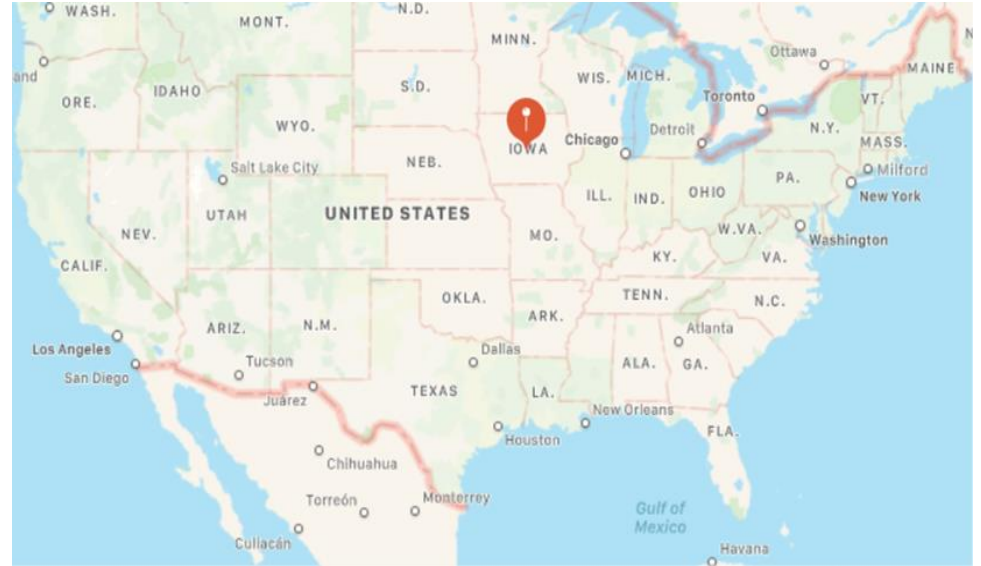 WASH.
MONT.
N.D.
MINN.
Ottawa
N
and
ORE.
IDAHO
S.D.
WIS.
MICH.
MAINE
Toronto
VT.
WYO.
Detroit
N.Y.
Chicago
IOWA
MASS.
Salt Lake City
NEB.
Milford
PA.
ILL.
IND.
OHIO
New York
UTAH
UNITED STATES
NEV.
MO.
W.VA.
Washington
KY.
VA.
CALIF.
OKLA.
TENN.
N.C.
ARK.
ARIZ.
N.M.
Atlanta
Los Angeles
Dallas
Tucson
ALA.
GA.
San Diego
TEXAS
LA.
Juárez
New Orleans
FLA.
Houston
Chihuahua
Torreón
Monterrey
Gulf of
Mexico
Culiacán
Havana